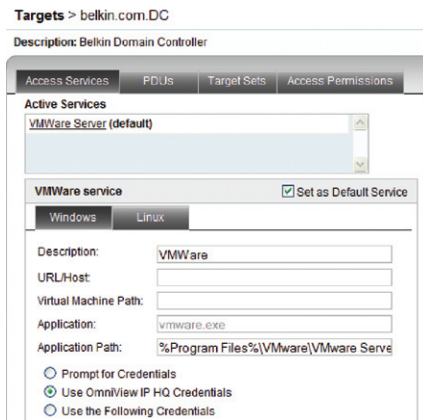 Targets > belkin.com.DC
Description: Belkin Domain Controller
Access Services PDUs Target Sets Access Permissions
Active Services
VMWare Server (default)
VMWare service Set as Default Service
Windows Linux
Description: VMWare
URL/Host:
Virtual Machine Path:
Application: vmware.exe
Application Path: %Program Files%\VMware\VMware Serve
Prompt for Credentials
Use OmniView IP HQ Credentials
Use the Following Credentials